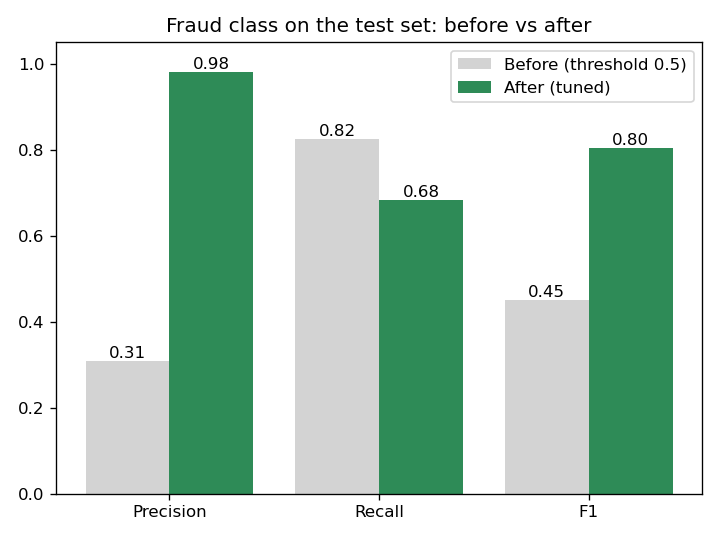 Fraud class on the test set: before vs after
Before (threshold 0.5)
After (tuned)
1.0
0.8
0.6
0.4
0.2
0.0
0.31
0.98
0.82
0.68
0.45
0.80
Precision
Recall
F1